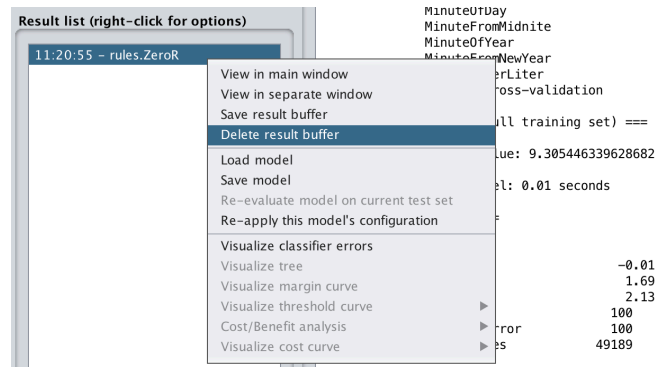 Result list (right-click for options)
11:20:55 - rules.ZeroR
View in main window
View in separate window
Save result buffer
Delete result buffer
Load model
Save model
Re-evaluate model on current test set
Re-apply this model's configuration
Visualize classifier errors
Visualize tree
Visualize margin curve
Visualize threshold curve
Cost/Benefit analysis
Visualize cost curve
MinuteOfDay
MinuteFromMidnite
MinuteOfYear
MinuteFromNewYear
erLiter
ross-validation
ull training set) ===
lue: 9.305446339628682
el: 0.01 seconds
=
-0.01
1.69
2.13
100
rror 100
es 49189